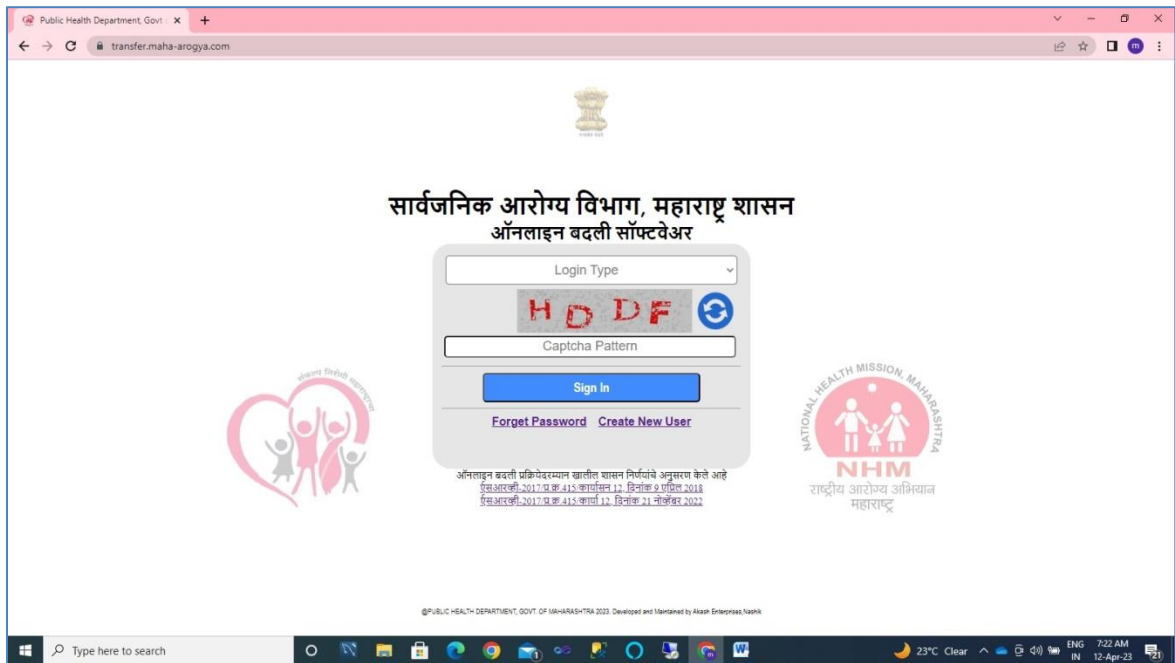 Public Health Department, Govt
transfer.maha-arogya.com
सार्वजनिक आरोग्य विभाग, महाराष्ट्र शासन
ऑनलाइन बदली सॉफ्टवेअर
Login Type
H D D F
Captcha Pattern
Sign In
Forget Password Create New User
NATIONAL HEALTH MISSION, MAHARASHTRA
NHM
राष्ट्रीय आरोग्य अभियान
महाराष्ट्र
ऑनलाइन बदली प्रक्रियेदरम्यान खालील शासन निर्णयांचे अनुसरण केले आहे
एसआरव्ही-2017/प्र.क्र.415/कार्यासन 12, दिनांक 9 एप्रिल 2018
एसआरव्ही-2017/प्र.क्र.415/कार्या 12, दिनांक 21 नोव्हेंबर 2022
@PUBLIC HEALTH DEPARTMENT, GOVT. OF MAHARASHTRA 2023. Developed and Maintained by Akash Enterprises,Nashik
Type here to search
23°C Clear
ENG
IN
7:22 AM
12-Apr-23